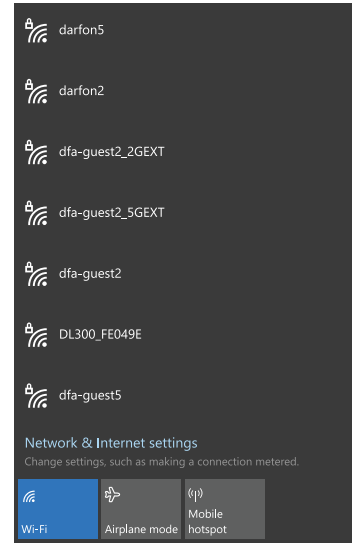 darfon5
darfon2
dfa-guest2_2GEXT
dfa-guest2_5GEXT
dfa-guest2
DL300_FE049E
dfa-guest5
Network & Internet settings
Change settings, such as making a connection metered.
Wi-Fi
Airplane mode
Mobile
hotspot